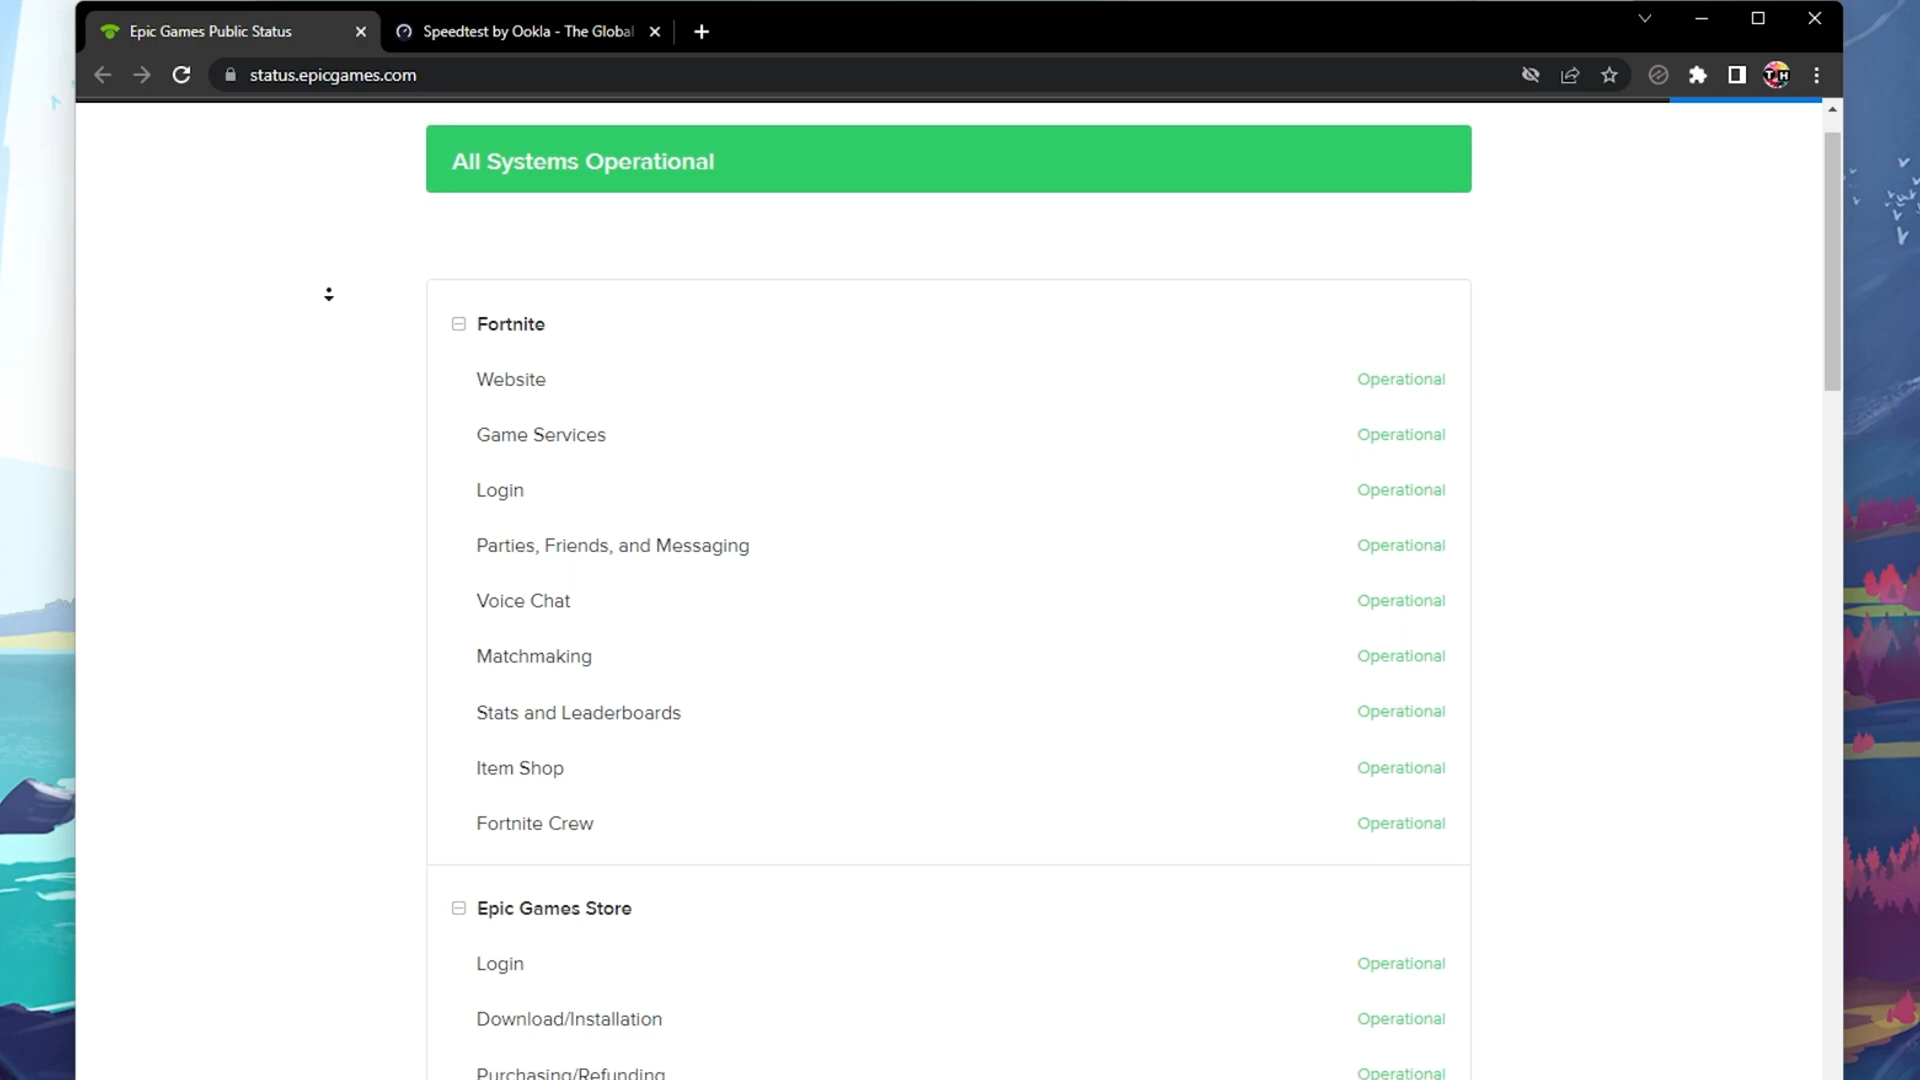 Epic Games Public Status
Speedtest by Ookla - The Global
status.epicgames.com
TH
All Systems Operational
Fortnite
Website Operational
Game Services Operational
Login Operational
Parties, Friends, and Messaging Operational
Voice Chat Operational
Matchmaking Operational
Stats and Leaderboards Operational
Item Shop Operational
Fortnite Crew Operational
Epic Games Store
Login Operational
Download/Installation Operational
Purchasing/Refunding Operational